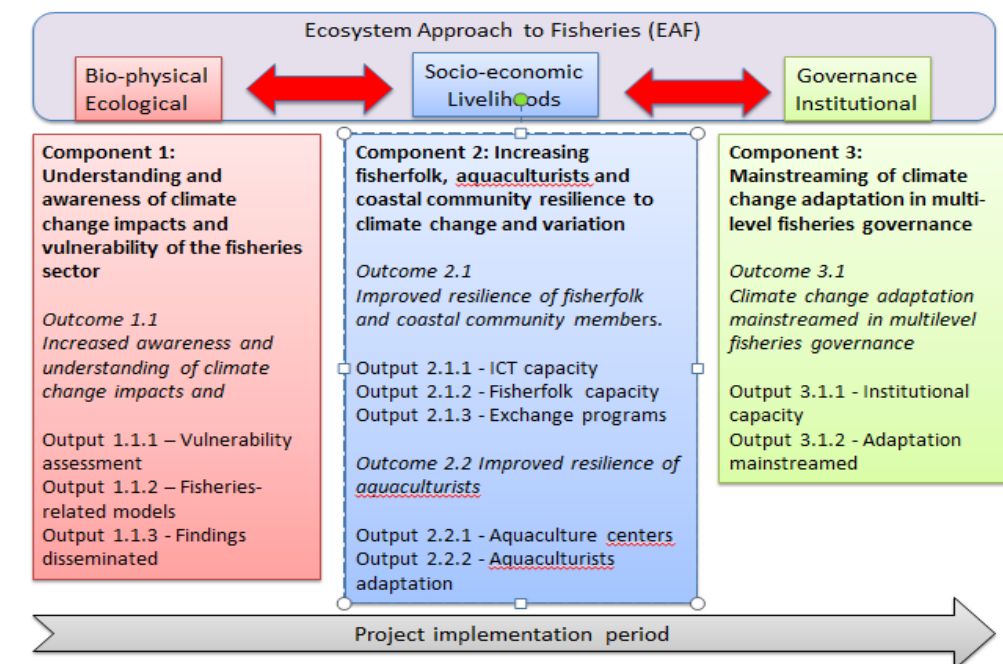 Ecosystem Approach to Fisheries (EAF)
Bio-physical
Ecological
Socio-economic
Livelihoods
Governance
Institutional
Component 1:
Understanding and
awareness of climate
change impacts and
vulnerability of the fisheries
sector
Outcome 1.1
Increased awareness and
understanding of climate
change impacts and
Output 1.1.1 – Vulnerability
assessment
Output 1.1.2 – Fisheries-
related models
Output 1.1.3 - Findings
disseminated
Component 2: Increasing
fisherfolk, aquaculturists and
coastal community resilience to
climate change and variation
Outcome 2.1
Improved resilience of fisherfolk
and coastal community members.
Output 2.1.1 - ICT capacity
Output 2.1.2 - Fisherfolk capacity
Output 2.1.3 - Exchange programs
Outcome 2.2 Improved resilience of
aquaculturists
Output 2.2.1 - Aquaculture centers
Output 2.2.2 - Aquaculturists
adaptation
Component 3:
Mainstreaming of climate
change adaptation in multi-
level fisheries governance
Outcome 3.1
Climate change adaptation
mainstreamed in multilevel
fisheries governance
Output 3.1.1 - Institutional
capacity
Output 3.1.2 - Adaptation
mainstreamed
Project implementation period